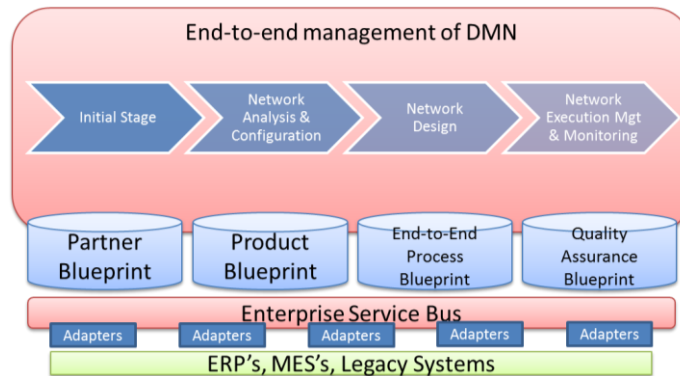 End-to-end management of DMN
Initial Stage
Network
Analysis &
Configuration
Network
Design
Network
Execution Mgt
& Monitoring
Partner
Blueprint
Product
Blueprint
End-to-End
Process
Blueprint
Quality
Assurance
Blueprint
Enterprise Service Bus
Adapters
Adapters
Adapters
Adapters
Adapters
ERP's, MES's, Legacy Systems